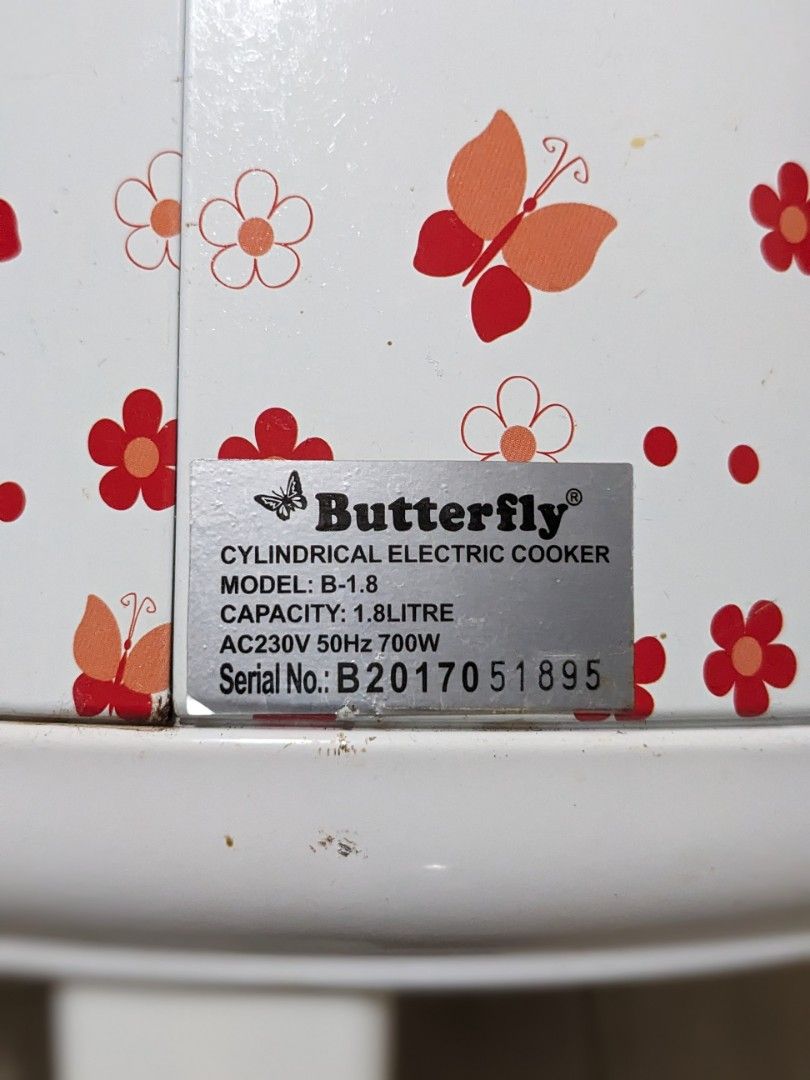 Butterfly®
CYLINDRICAL ELECTRIC COOKER
MODEL: B-1.8
CAPACITY: 1.8LITRE
AC230V 50Hz 700W
Serial No.: B2017051895